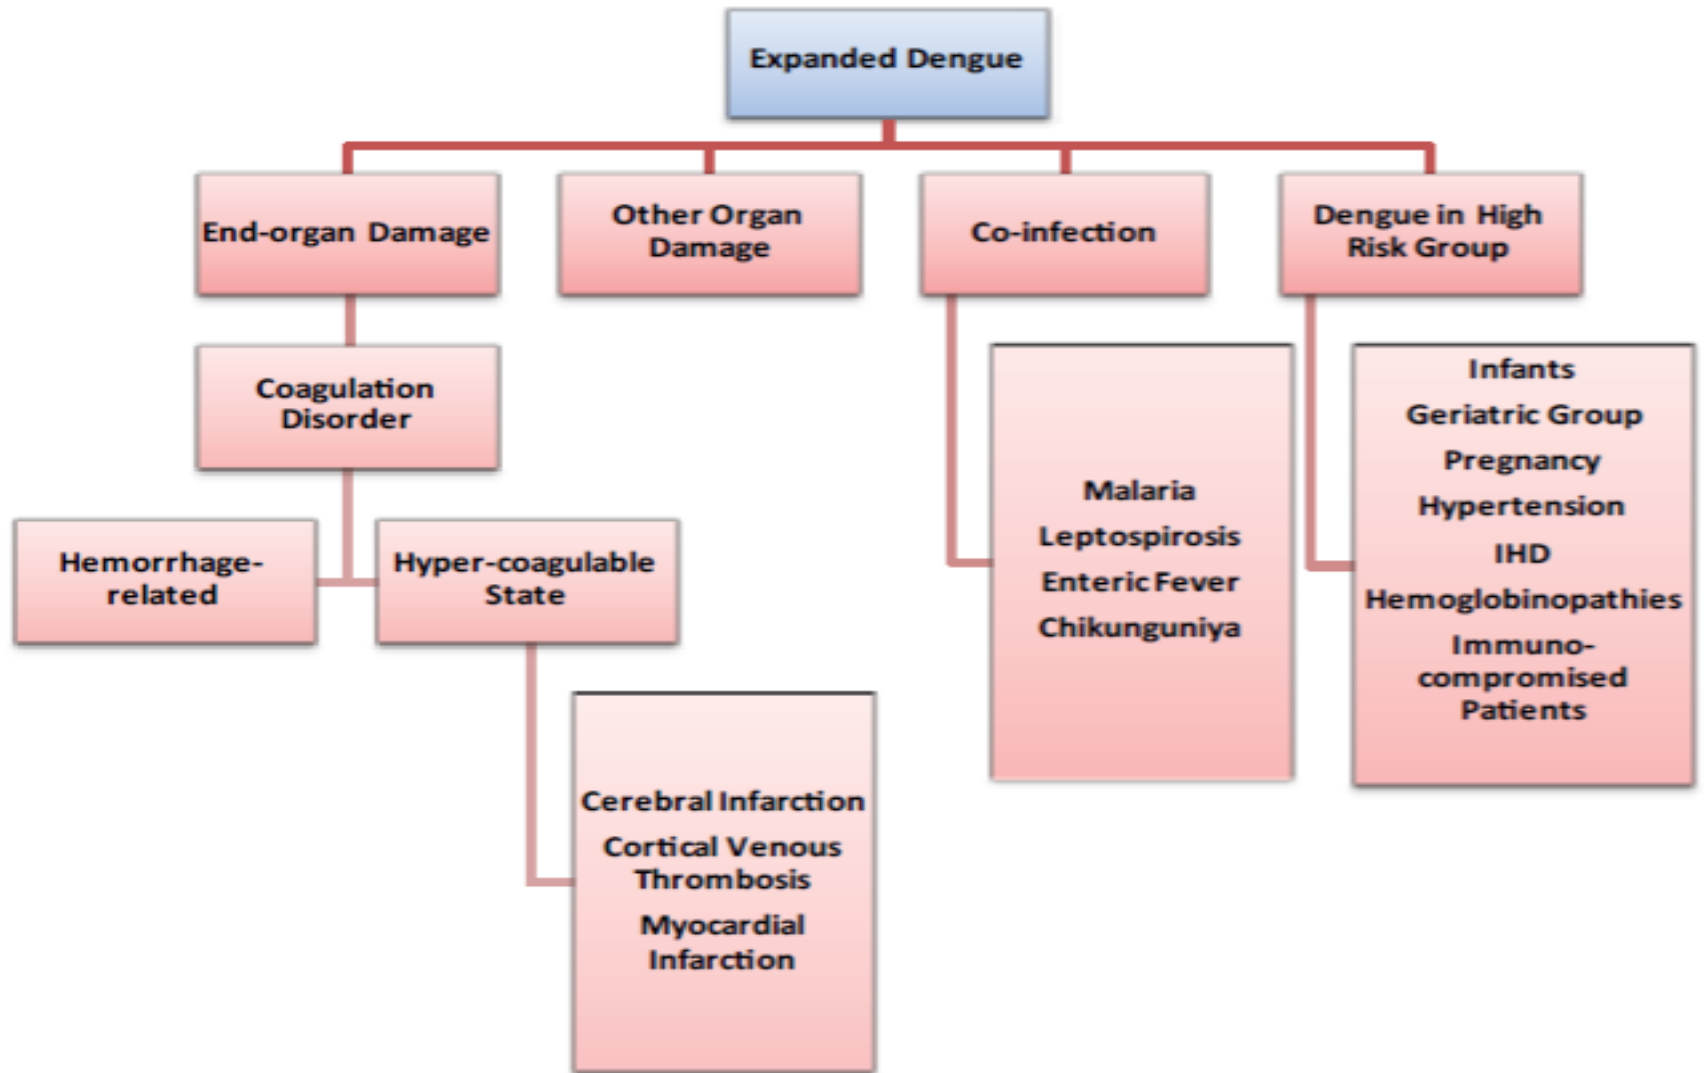 Expanded Dengue
End-organ Damage
Other Organ
Damage
Co-infection
Dengue in High
Risk Group
Coagulation
Disorder
Hemorrhage-
related
Hyper-coagulable
State
Cerebral Infarction
Cortical Venous
Thrombosis
Myocardial
Infarction
Malaria
Leptospirosis
Enteric Fever
Chikunguniya
Infants
Geriatric Group
Pregnancy
Hypertension
IHD
Hemoglobinopathies
Immuno-
compromised
Patients